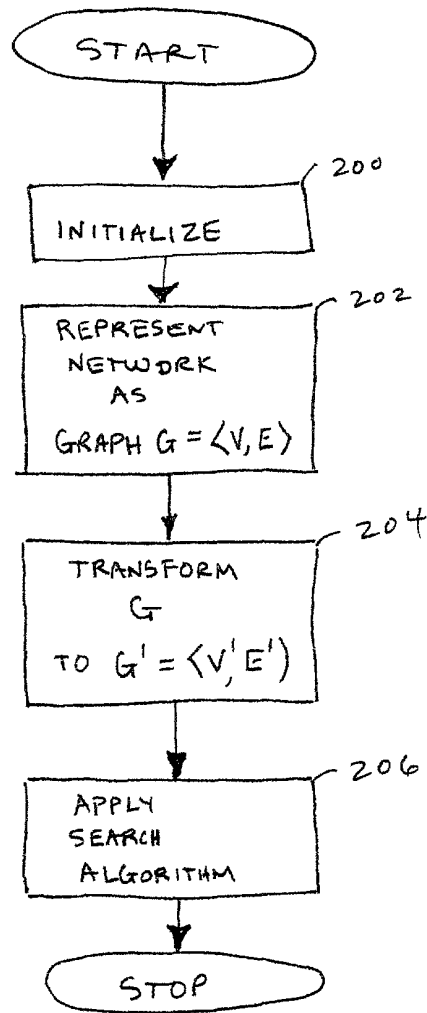 START
200
INITIALIZE
202
REPRESENT
NETWORK
AS
GRAPH G = ⟨V, E⟩
204
TRANSFORM
G
TO G' = ⟨V', E')
206
APPLY
SEARCH
ALGORITHM
STOP